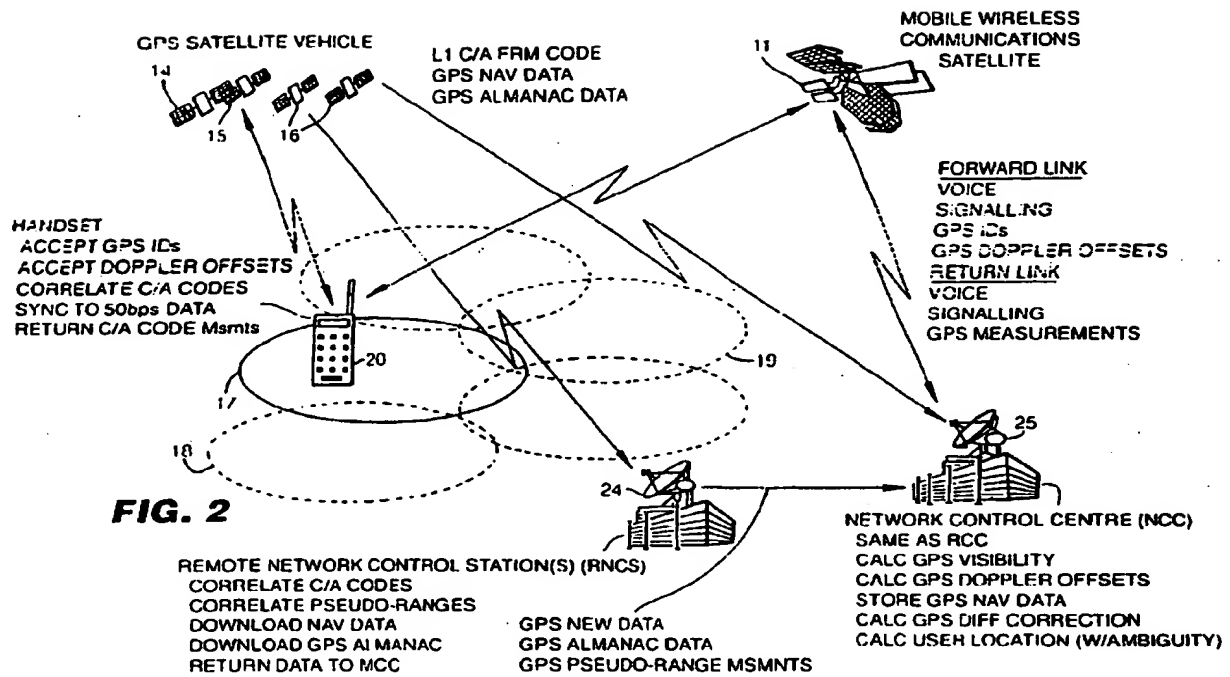 GPS SATELLITE VEHICLE
14
15
16
L1 C/A FRM CODE
GPS NAV DATA
GPS ALMANAC DATA
11
MOBILE WIRELESS
COMMUNICATIONS
SATELLITE
FORWARD LINK
VOICE
SIGNALLING
GPS IDs
GPS DOPPLER OFFSETS
RETURN LINK
VOICE
SIGNALLING
GPS MEASUREMENTS
HANDSET
ACCEPT GPS IDs
ACCEPT DOPPLER OFFSETS
CORRELATE C/A CODES
SYNC TO 50bps DATA
RETURN C/A CODE Msmts
20
17
18
19
24
25
FIG. 2
REMOTE NETWORK CONTROL STATION(S) (RNCS)
CORRELATE C/A CODES
CORRELATE PSEUDO-RANGES
DOWNLOAD NAV DATA
DOWNLOAD GPS ALMANAC
RETURN DATA TO MCC
GPS NEW DATA
GPS ALMANAC DATA
GPS PSEUDO-RANGE MSMNTS
NETWORK CONTROL CENTRE (NCC)
SAME AS RCC
CALC GPS VISIBILITY
CALC GPS DOPPLER OFFSETS
STORE GPS NAV DATA
CALC GPS DIFF CORRECTION
CALC USER LOCATION (W/AMBIGUITY)